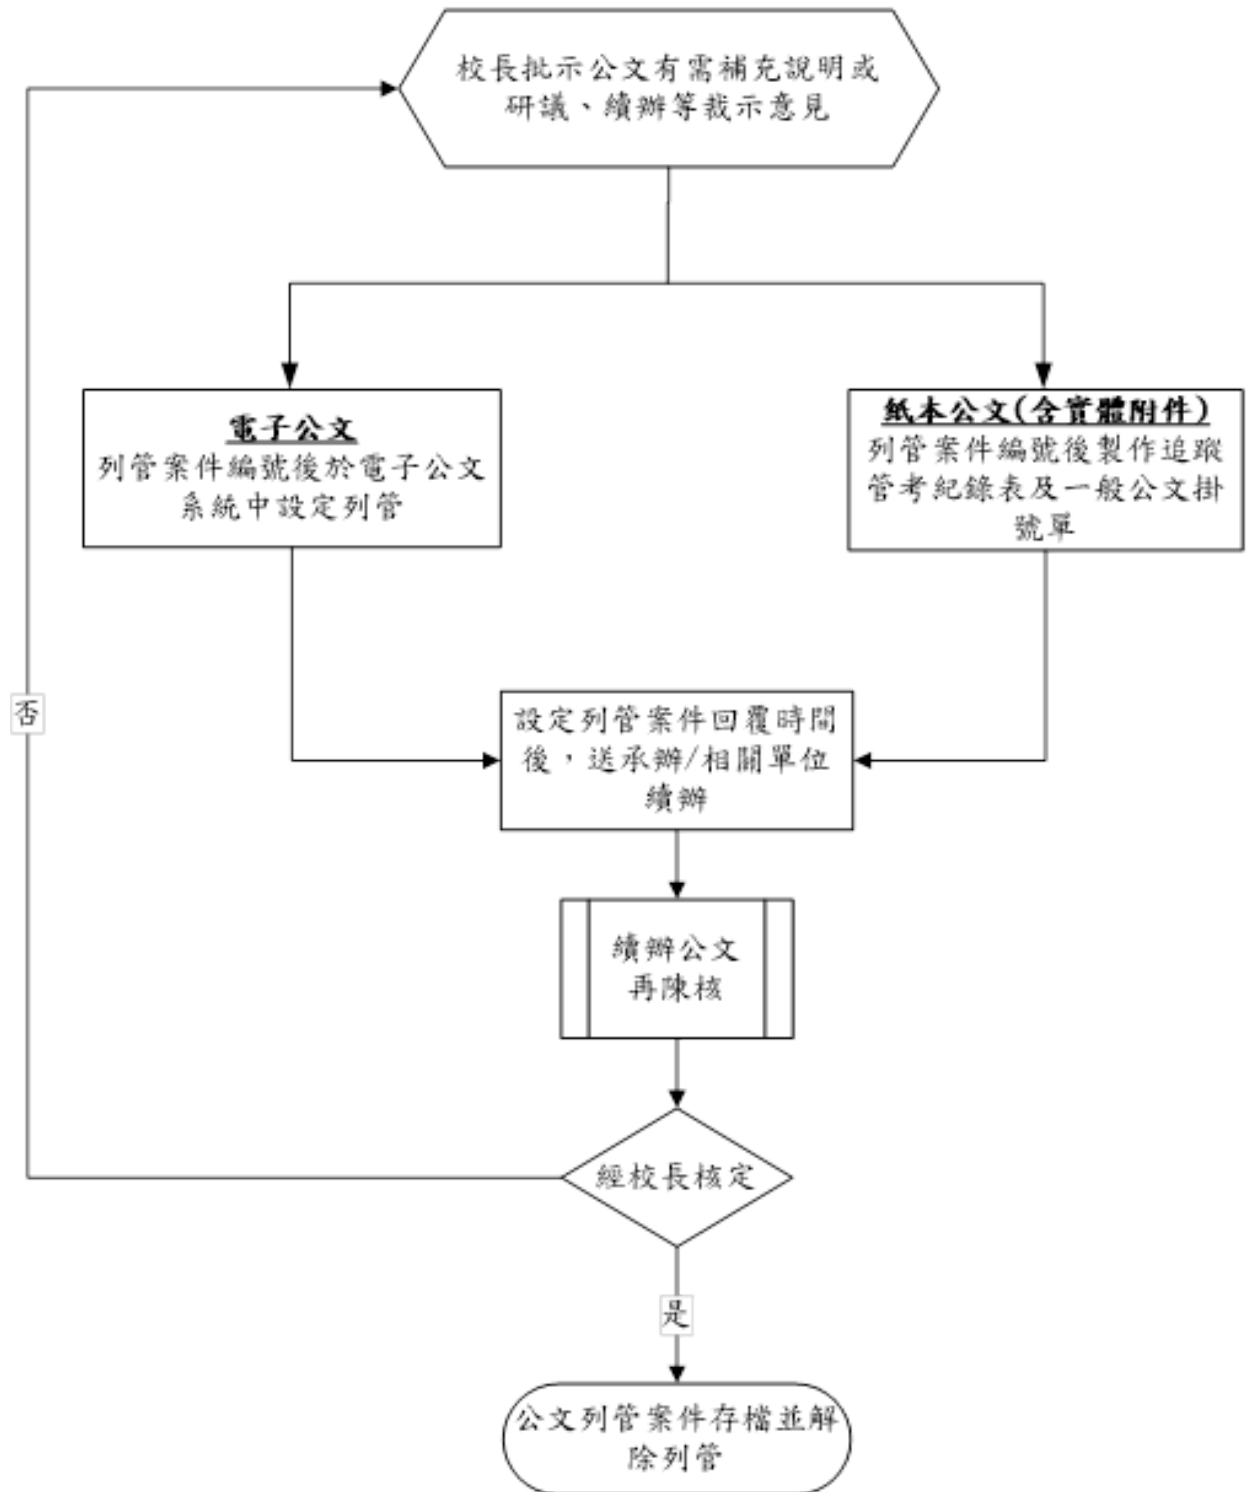 校長批示公文有需補充說明或
研議、續辦等裁示意見
電子公文
列管案件編號後於電子公文
系統中設定列管
紙本公文(含實體附件)
列管案件編號後製作追蹤
管考紀錄表及一般公文掛
號單
否
設定列管案件回覆時間
後，送承辦/相關單位
續辦
續辦公文
再陳核
經校長核定
是
公文列管案件存檔並解
除列管